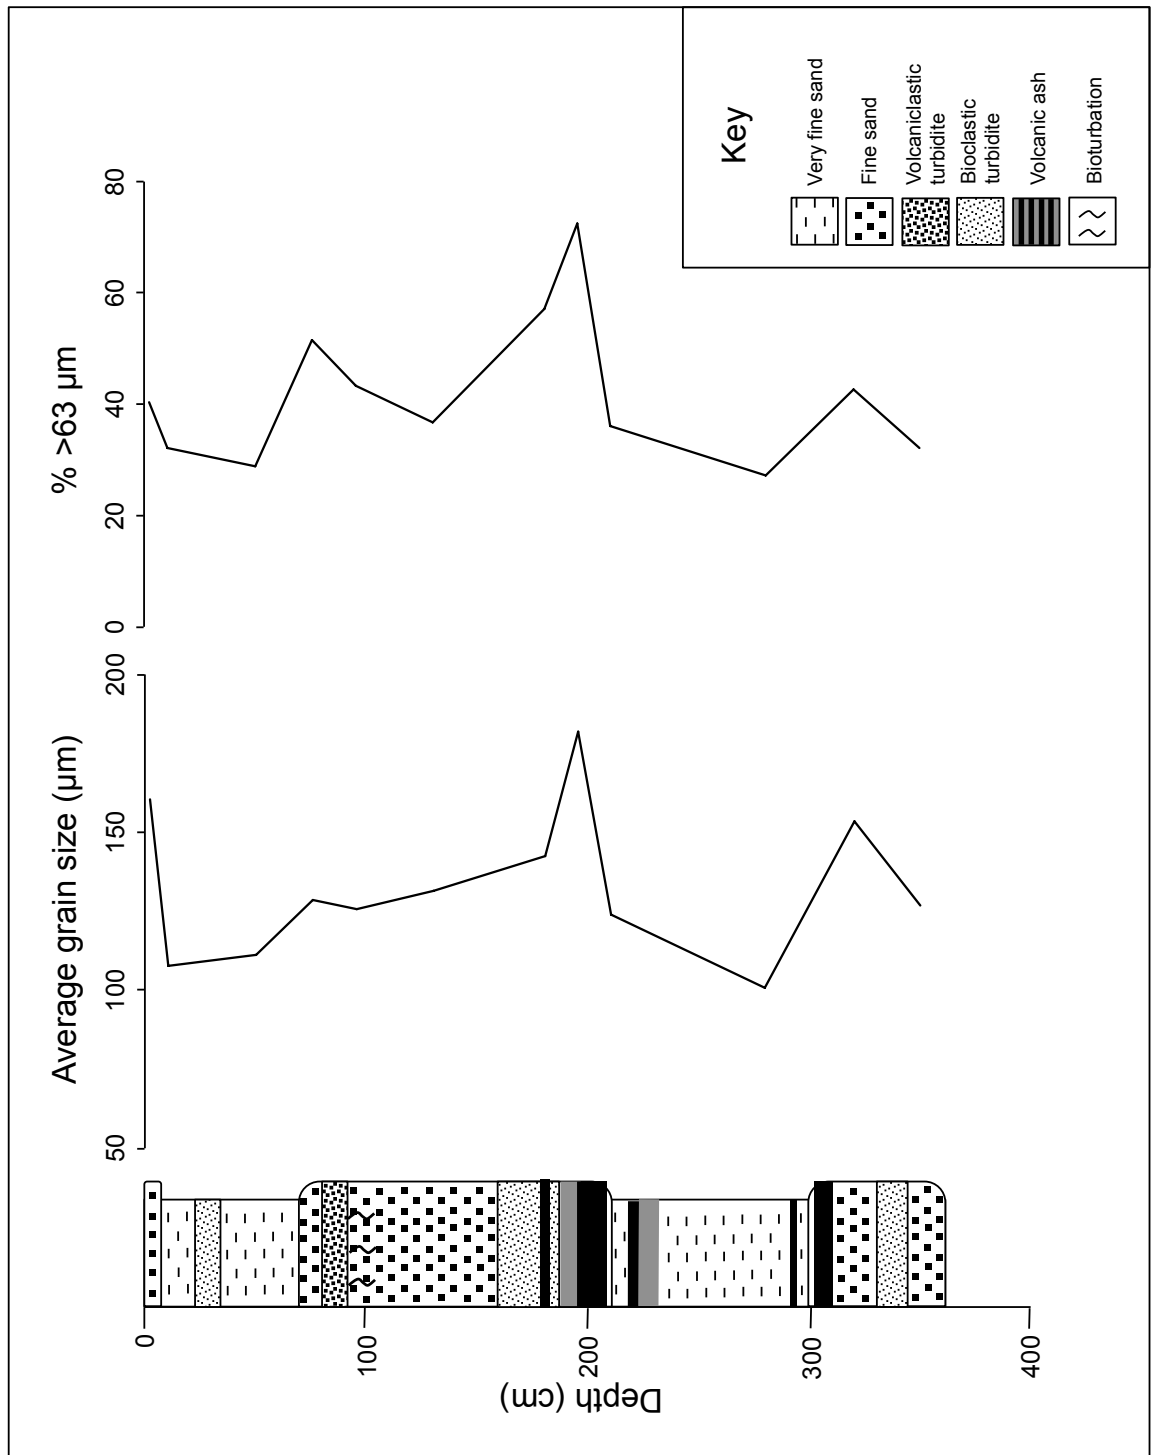 Depth (cm)
0
100
200
300
400
Average grain size (µm)
50
100
150
200
% >63 µm
0
20
40
60
80
Key
Very fine sand
Fine sand
Volcaniclastic
turbidite
Bioclastic
turbidite
Volcanic ash
Bioturbation